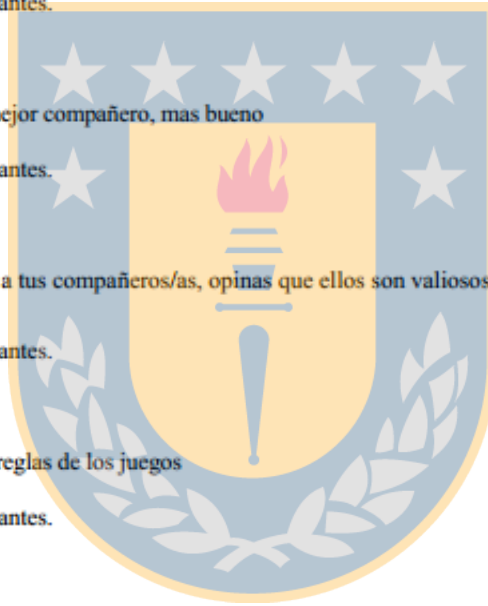 antes.
ejor compañero, mas bueno
antes.
a tus compañeros/as, opinas que ellos son valiosos
antes.
reglas de los juegos
antes.